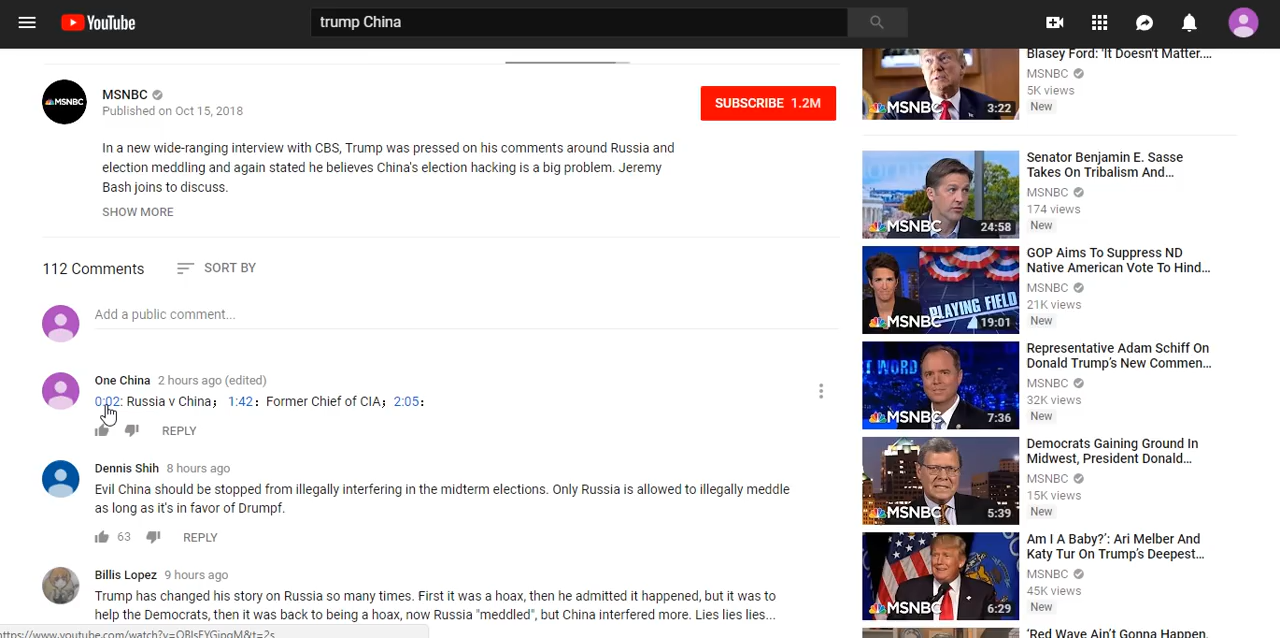 YouTube
trump China
MSNBC
MSNBC
Published on Oct 15, 2018
SUBSCRIBE 1.2M
In a new wide-ranging interview with CBS, Trump was pressed on his comments around Russia and
election meddling and again stated he believes China's election hacking is a big problem. Jeremy
Bash joins to discuss.
SHOW MORE
112 Comments
SORT BY
Add a public comment...
One China 2 hours ago (edited)
0:02: Russia v China；1:42：Former Chief of CIA；2:05：
REPLY
Dennis Shih 8 hours ago
Evil China should be stopped from illegally interfering in the midterm elections. Only Russia is allowed to illegally meddle
as long as it's in favor of Drumpf.
63
REPLY
Billis Lopez 9 hours ago
Trump has changed his story on Russia so many times. First it was a hoax, then he admitted it happened, but it was to
help the Democrats, then it was back to being a hoax, now Russia "meddled", but China interfered more. Lies lies lies...
MSNBC
3:22
Blasey Ford: 'It Doesn't Matter....
MSNBC
5K views
New
MSNBC
24:58
Senator Benjamin E. Sasse
Takes On Tribalism And...
MSNBC
174 views
New
PLAYING FIELD
MSNBC
19:01
GOP Aims To Suppress ND
Native American Vote To Hind...
MSNBC
21K views
New
T WORD
MSNBC
7:36
Representative Adam Schiff On
Donald Trump's New Commen...
MSNBC
32K views
New
MSNBC
5:39
Democrats Gaining Ground In
Midwest, President Donald...
MSNBC
15K views
New
MSNBC
6:29
Am I A Baby?': Ari Melber And
Katy Tur On Trump's Deepest...
MSNBC
45K views
New
'Red Wave Ain't Gonna Happen.